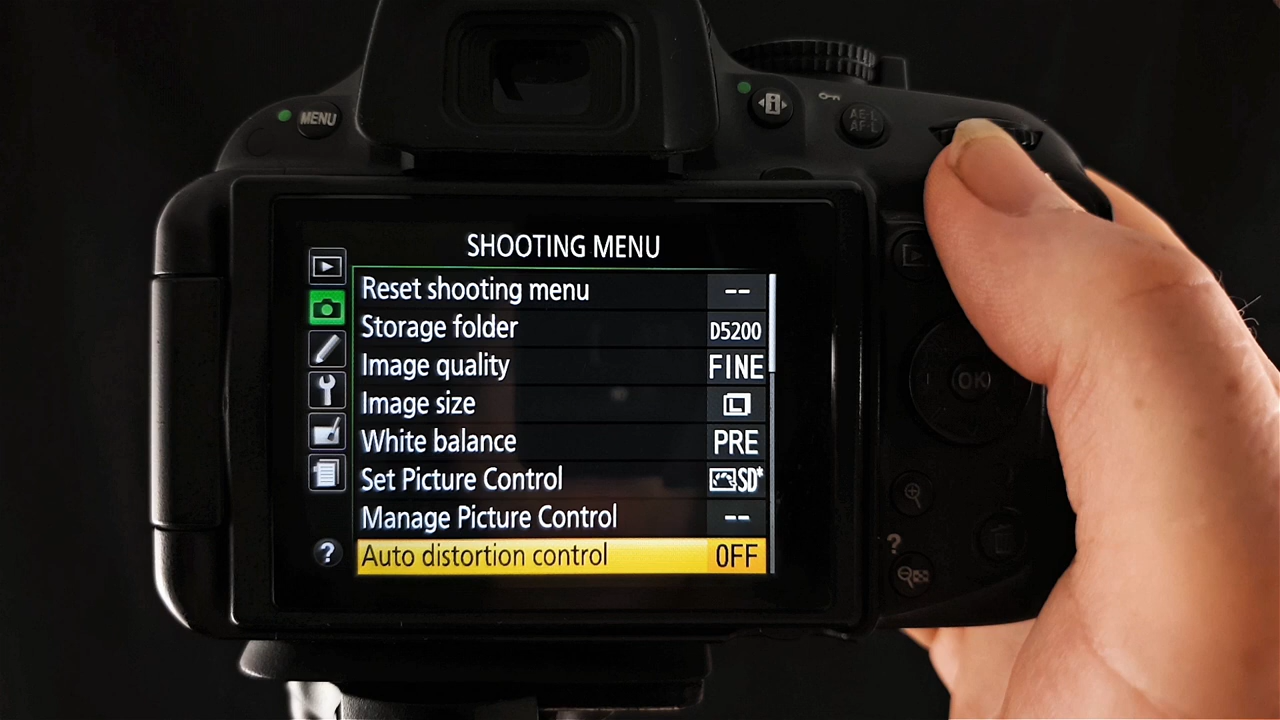 MENU
i
AE-L
AF-L
SHOOTING MENU
Reset shooting menu --
Storage folder D5200
Image quality FINE
Image size L
White balance PRE
Set Picture Control SD*
Manage Picture Control --
? Auto distortion control OFF
OK
?